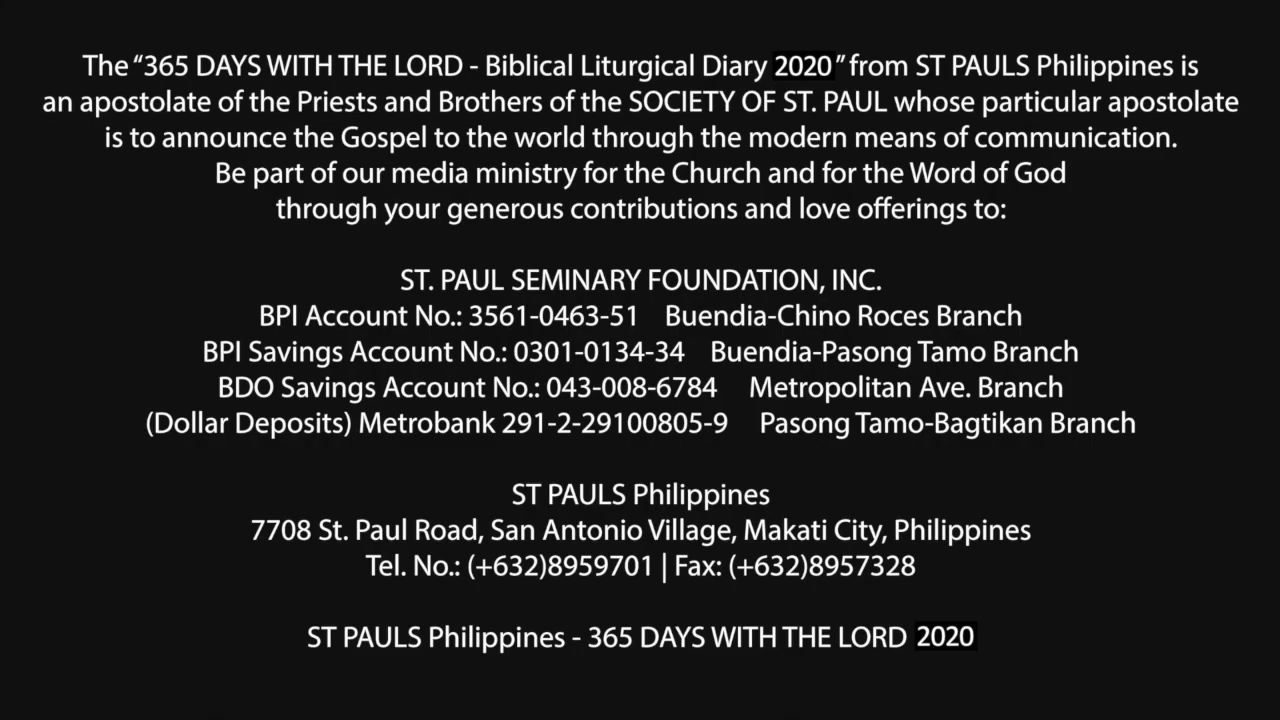 The “365 DAYS WITH THE LORD - Biblical Liturgical Diary 2020” from ST PAULS Philippines is
an apostolate of the Priests and Brothers of the SOCIETY OF ST. PAUL whose particular apostolate
is to announce the Gospel to the world through the modern means of communication.
Be part of our media ministry for the Church and for the Word of God
through your generous contributions and love offerings to:
ST. PAUL SEMINARY FOUNDATION, INC.
BPI Account No.: 3561-0463-51 Buendia-Chino Roces Branch
BPI Savings Account No.: 0301-0134-34 Buendia-Pasong Tamo Branch
BDO Savings Account No.: 043-008-6784 Metropolitan Ave. Branch
(Dollar Deposits) Metrobank 291-2-29100805-9 Pasong Tamo-Bagtikan Branch
ST PAULS Philippines
7708 St. Paul Road, San Antonio Village, Makati City, Philippines
Tel. No.: (+632)8959701 | Fax: (+632)8957328
ST PAULS Philippines - 365 DAYS WITH THE LORD 2020